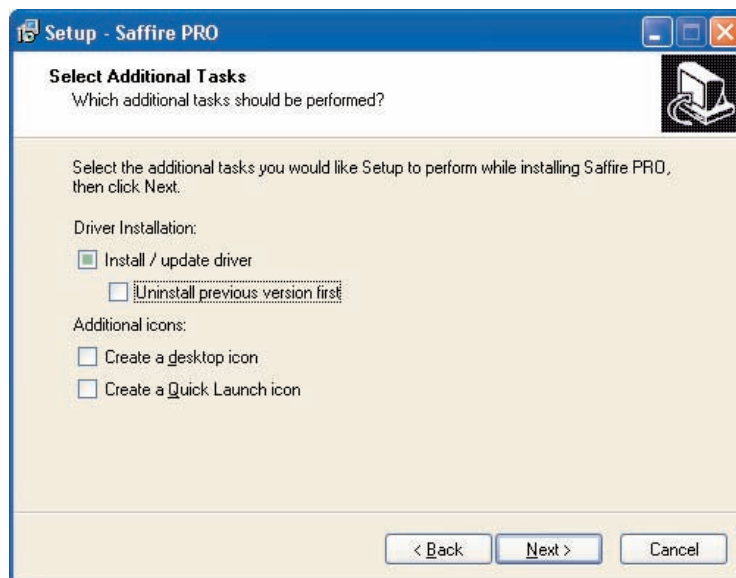 Setup - Saffire PRO
Select Additional Tasks
Which additional tasks should be performed?
Select the additional tasks you would like Setup to perform while installing Saffire PRO,
then click Next.
Driver Installation:
Install / update driver
Uninstall previous version first
Additional icons:
Create a desktop icon
Create a Quick Launch icon
< Back
Next >
Cancel